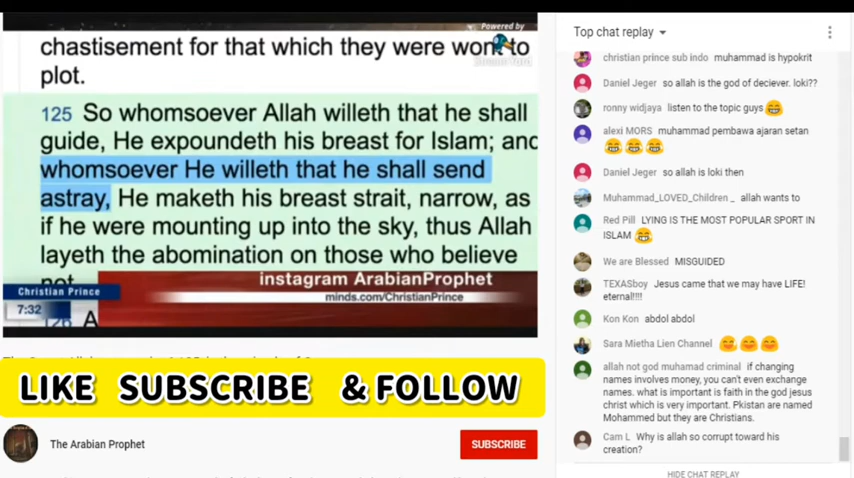 Powered by
chastisement for that which they were wont to
plot.
125 So whomsoever Allah willeth that he shall
guide, He expoundeth his breast for Islam; and
whomsoever He willeth that he shall send
astray, He maketh his breast strait, narrow, as
if he were mounting up into the sky, thus Allah
layeth the abomination on those who believe
not.
126 A
instagram ArabianProphet
Christian Prince
minds.com/ChristianPrince
7:32
LIKE SUBSCRIBE & FOLLOW
The Arabian Prophet
SUBSCRIBE
Top chat replay
christian prince sub indo muhammad is hypokrit
Daniel Jeger so allah is the god of deciever. loki??
ronny widjaya listen to the topic guys 😁
alexi MORS muhammad pembawa ajaran setan
😂😂😂
Daniel Jeger so allah is loki then
Muhammad_LOVED_Children _ allah wants to
Red Pill LYING IS THE MOST POPULAR SPORT IN
ISLAM 😁
We are Blessed MISGUIDED
TEXASboy Jesus came that we may have LIFE!
eternal!!!!
Kon Kon abdol abdol
Sara Mietha Lien Channel
allah not god muhamad criminal if changing
names involves money, you can't even exchange
names. what is important is faith in the god jesus
christ which is very important. Pkistan are named
Mohammed but they are Christians.
Cam L Why is allah so corrupt toward his
creation?
HIDE CHAT REPLAY